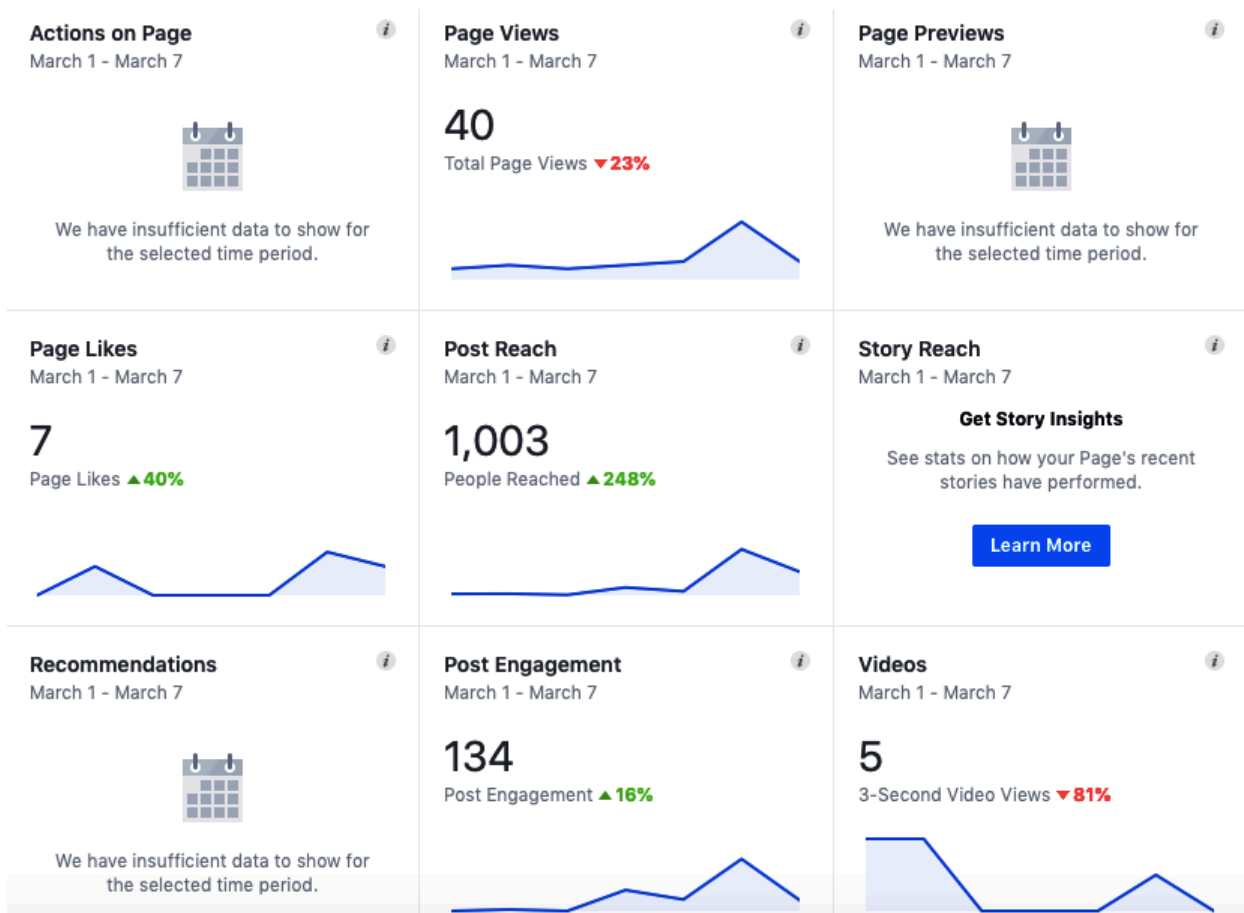 Actions on Page
March 1 - March 7
We have insufficient data to show for
the selected time period.
Page Views
March 1 - March 7
40
Total Page Views ▼23%
Page Previews
March 1 - March 7
We have insufficient data to show for
the selected time period.
Page Likes
March 1 - March 7
7
Page Likes ▲40%
Post Reach
March 1 - March 7
1,003
People Reached ▲248%
Story Reach
March 1 - March 7
Get Story Insights
See stats on how your Page's recent
stories have performed.
Learn More
Recommendations
March 1 - March 7
We have insufficient data to show for
the selected time period.
Post Engagement
March 1 - March 7
134
Post Engagement ▲16%
Videos
March 1 - March 7
5
3-Second Video Views ▼81%